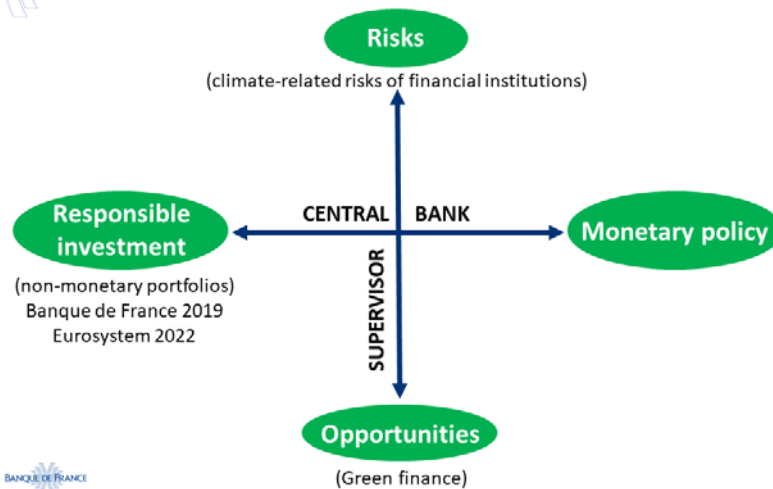 Risks
(climate-related risks of financial institutions)
CENTRAL BANK
Responsible
investment
Monetary policy
(non-monetary portfolios)
Banque de France 2019
Eurosystem 2022
SUPERVISOR
Opportunities
(Green finance)
BANQUE DE FRANCE